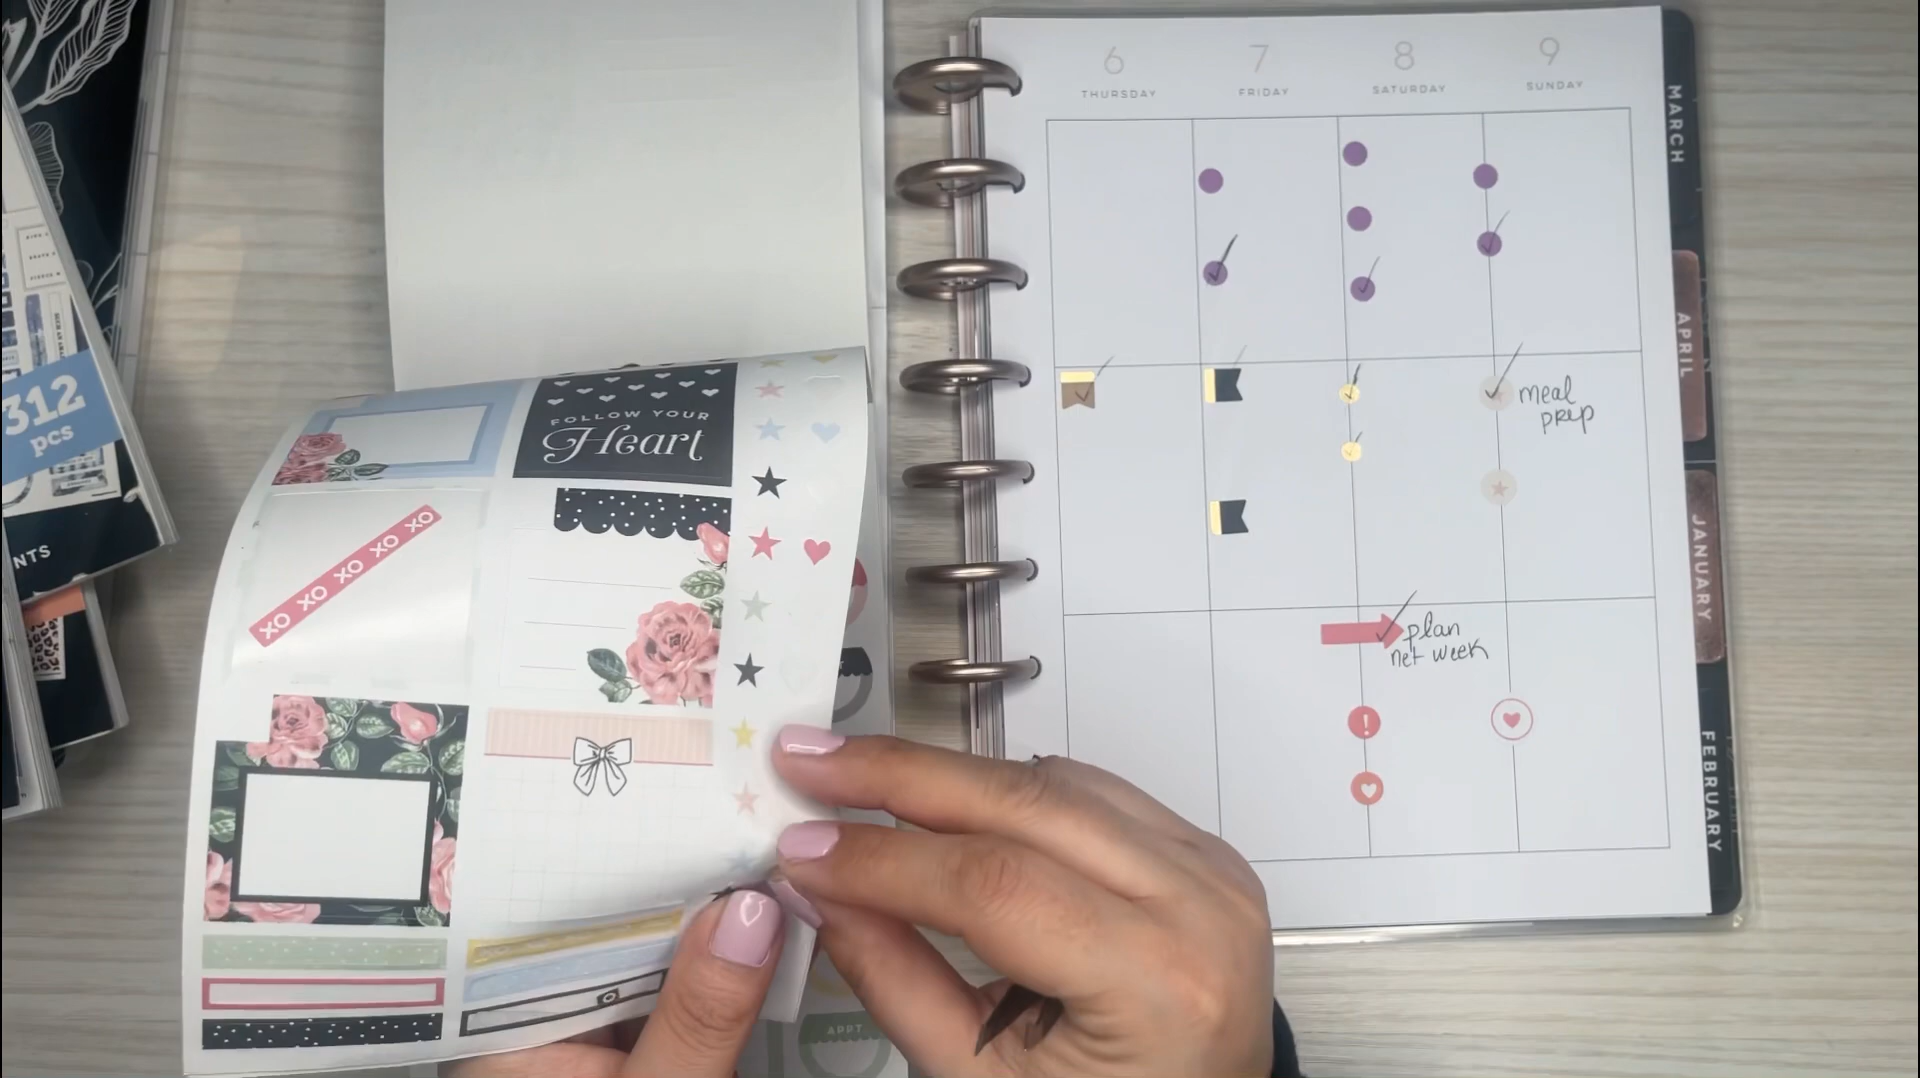 6
THURSDAY
7
FRIDAY
8
SATURDAY
9
SUNDAY
meal
prep
plan
net week
MARCH
APRIL
JANUARY
FEBRUARY
312
pcs
NTS
FOLLOW YOUR
Heart
XO XO XO XO
APPT